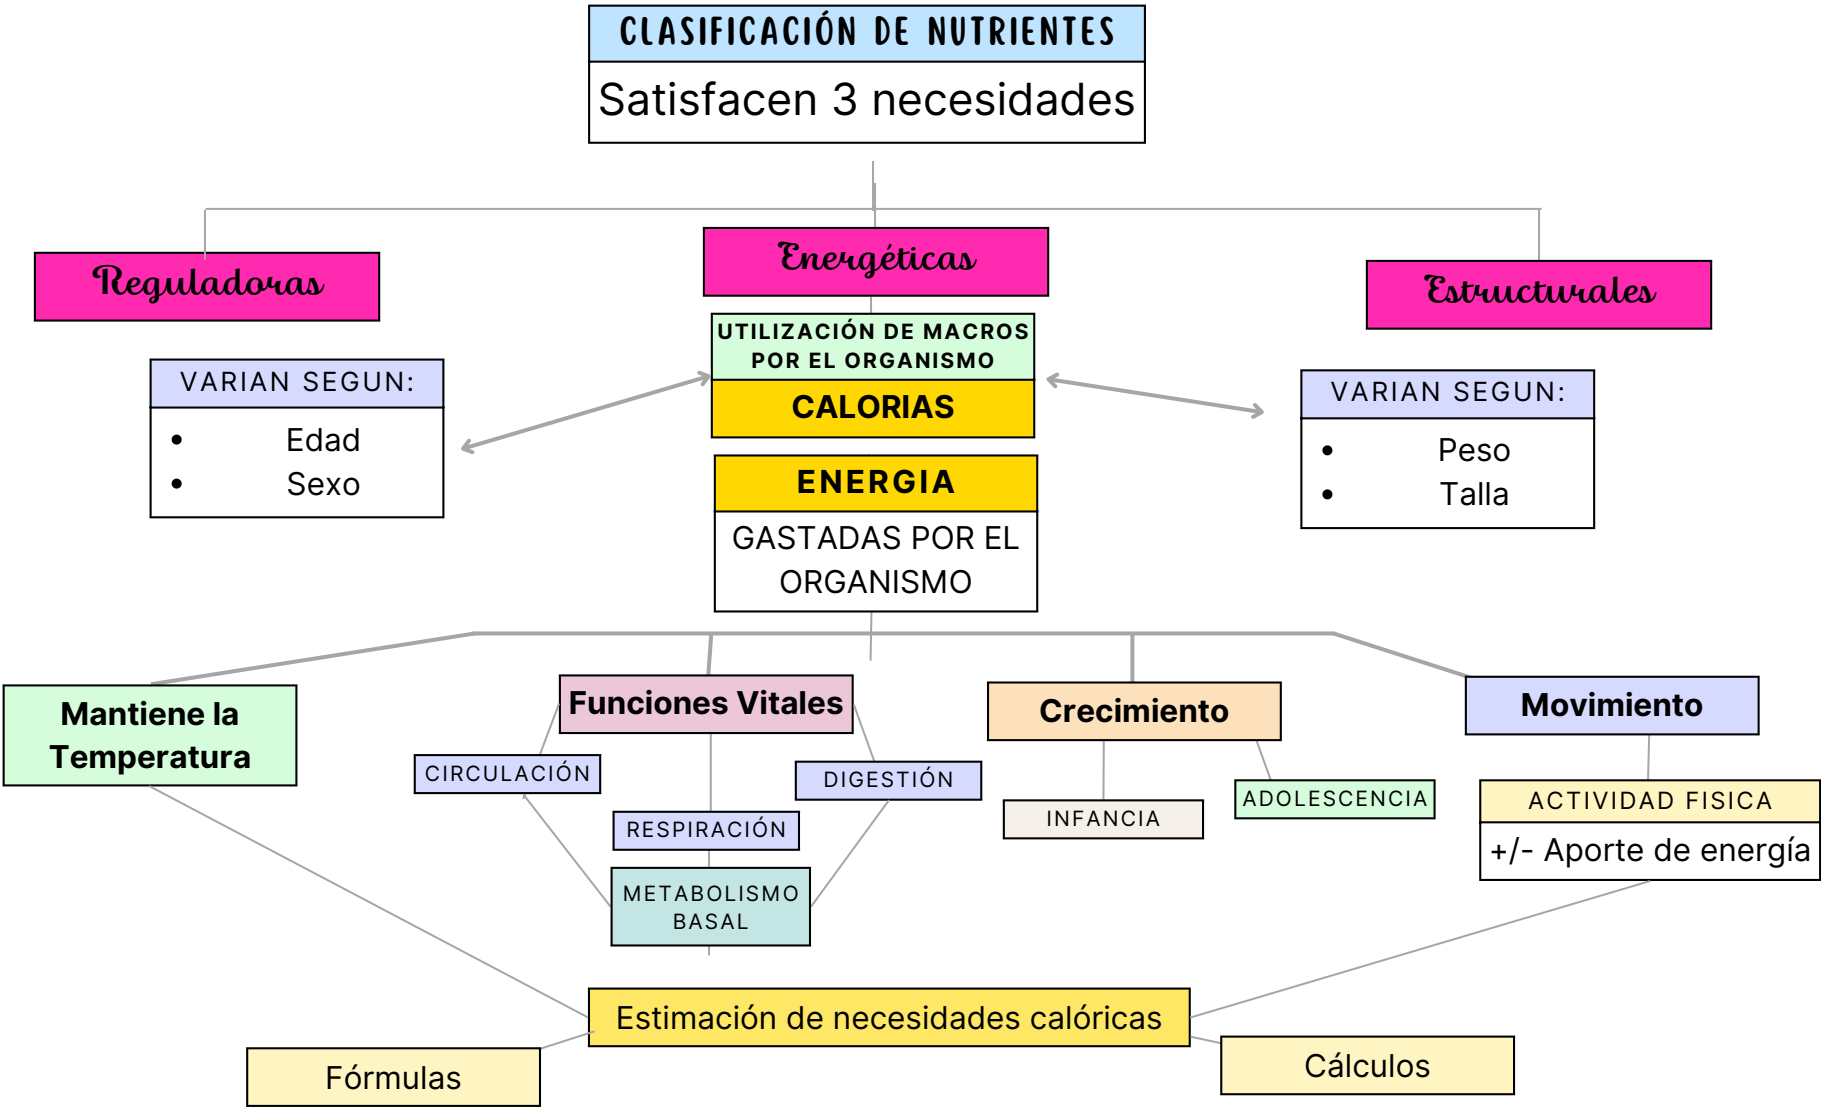 CLASIFICACIÓN DE NUTRIENTES
Satisfacen 3 necesidades
Reguladoras
Energéticas
Estructurales
UTILIZACIÓN DE MACROS
POR EL ORGANISMO
CALORIAS
VARIAN SEGUN:
• Edad
• Sexo
VARIAN SEGUN:
• Peso
• Talla
ENERGIA
GASTADAS POR EL
ORGANISMO
Mantiene la
Temperatura
Funciones Vitales
Crecimiento
Movimiento
CIRCULACIÓN
DIGESTIÓN
RESPIRACIÓN
METABOLISMO
BASAL
INFANCIA
ADOLESCENCIA
ACTIVIDAD FISICA
+/- Aporte de energía
Estimación de necesidades calóricas
Fórmulas
Cálculos